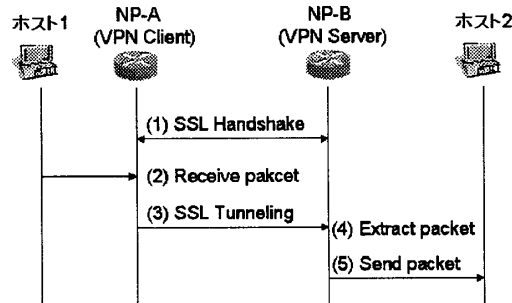 ホスト1
NP-A
(VPN Client)
NP-B
(VPN Server)
ホスト2
(1) SSL Handshake
(2) Receive pakcet
(3) SSL Tunneling
(4) Extract packet
(5) Send packet